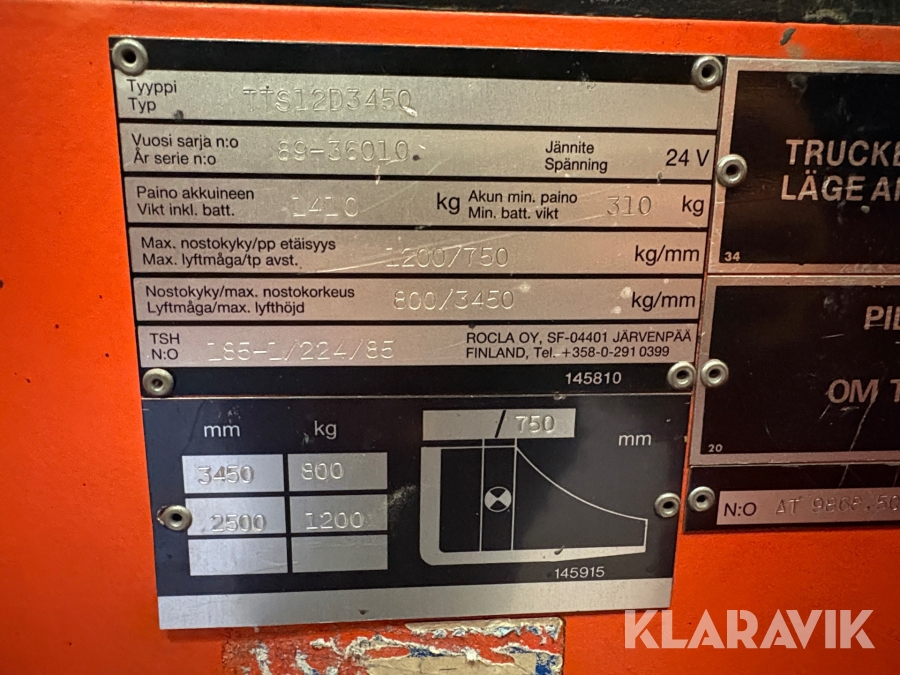 Tyyppi
Typ
TTS12D3450
Vuosi sarja n:o
År serie n:o
89-36010
Jännite
Spänning
24 V
Paino akkuineen
Vikt inkl. batt.
1410 kg
Akun min. paino
Min. batt. vikt
310 kg
Max. nostokyky/pp etäisyys
Max. lyftmåga/tp avst.
1200/750 kg/mm
Nostokyky/max. nostokorkeus
Lyftmåga/max. lyfthöjd
800/3450 kg/mm
TSH
N:O
185-1/224/85
ROCLA OY, SF-04401 JÄRVENPÄÄ
FINLAND, Tel. +358-0-291 0399
145810
mm kg
3450 800
2500 1200
/ 750
mm
145915
TRUCKE
LÄGE A
34
PI
OM T
20
N:O AT 9868.50
KLARAVIK